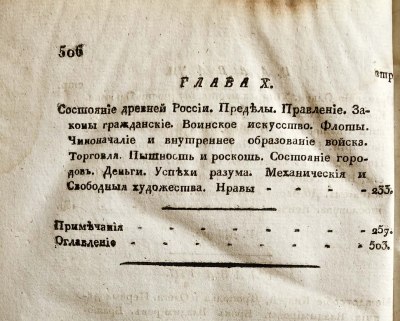 506
ГЛАВА X.
стр
Состояніе древней Россіи. Предѣлы. Правленіе. За-
коны гражданскіе. Воинское искусство. Флоты.
Чиноначаліе и внутреннее образованіе войска.
Торговля. Пышность и роскошь. Состояніе горо-
довъ. Деньги. Успѣхи разума. Механическія и
Свободныя художества. Нравы - - - - 233.
Примѣчанія - - - - - - - 257.
Оглавленіе - - - - - - - 503.